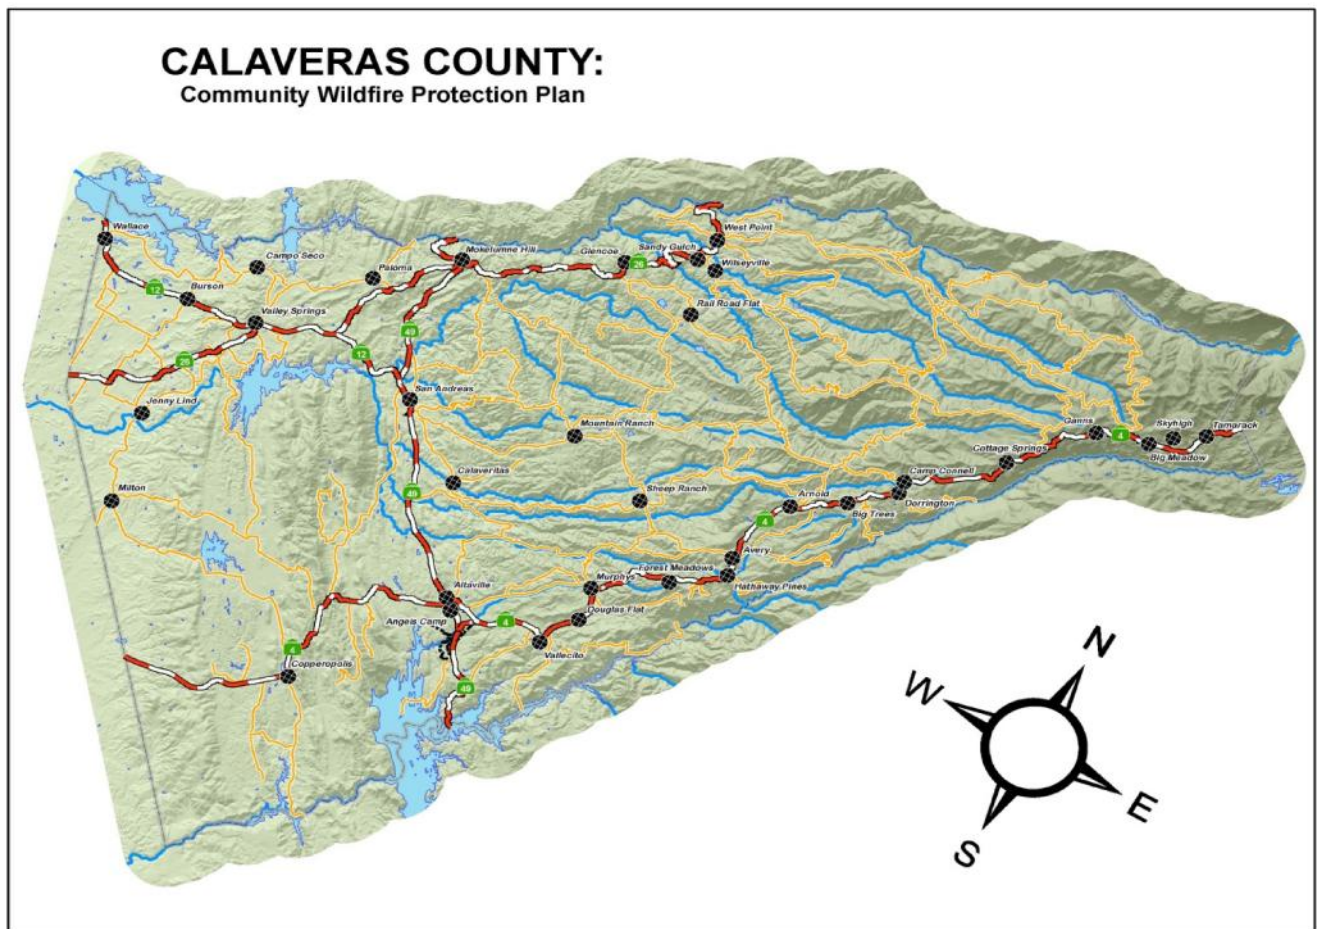 CALAVERAS COUNTY:
Community Wildfire Protection Plan
West Point
Wallace
Mokelumne Hill
Glencoe
Sandy Gulch
Campo Seco
26
Wilseyville
Paloma
12
Burson
Rail Road Flat
Valley Springs
49
12
26
San Andreas
Jenny Lind
Mountain Ranch
Ganns
4
Skyhigh
Tamarack
Big Meadow
Cottage Springs
Calaveritas
Camp Connell
Milton
49
Sheep Ranch
Arnold
Dorrington
Big Trees
4
Avery
Forest Meadows
Murphys
Hathaway Pines
Altaville
Douglas Flat
Angels Camp
4
4
Vallecito
Copperopolis
49
N
W
E
S